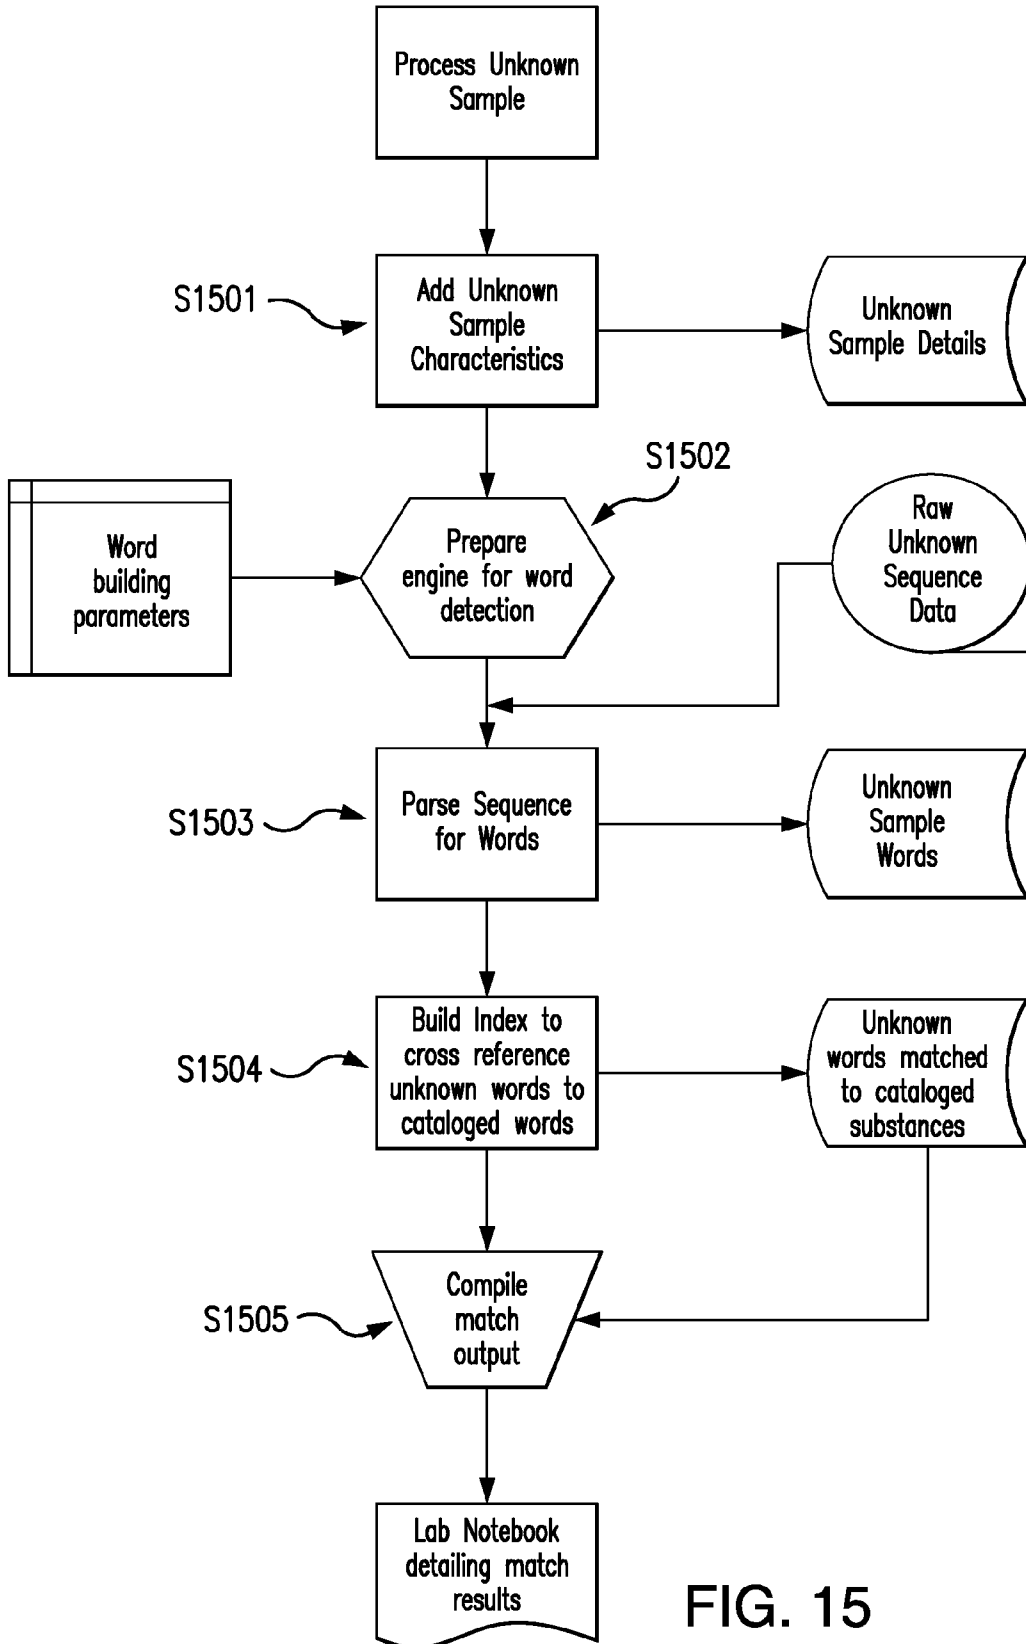 Process Unknown
Sample
S1501
Add Unknown
Sample
Characteristics
Unknown
Sample Details
S1502
Word
building
parameters
Prepare
engine for word
detection
Raw
Unknown
Sequence
Data
S1503
Parse Sequence
for Words
Unknown
Sample
Words
S1504
Build Index to
cross reference
unknown words to
cataloged words
Unknown
words matched
to cataloged
substances
S1505
Compile
match
output
Lab Notebook
detailing match
results
FIG. 15